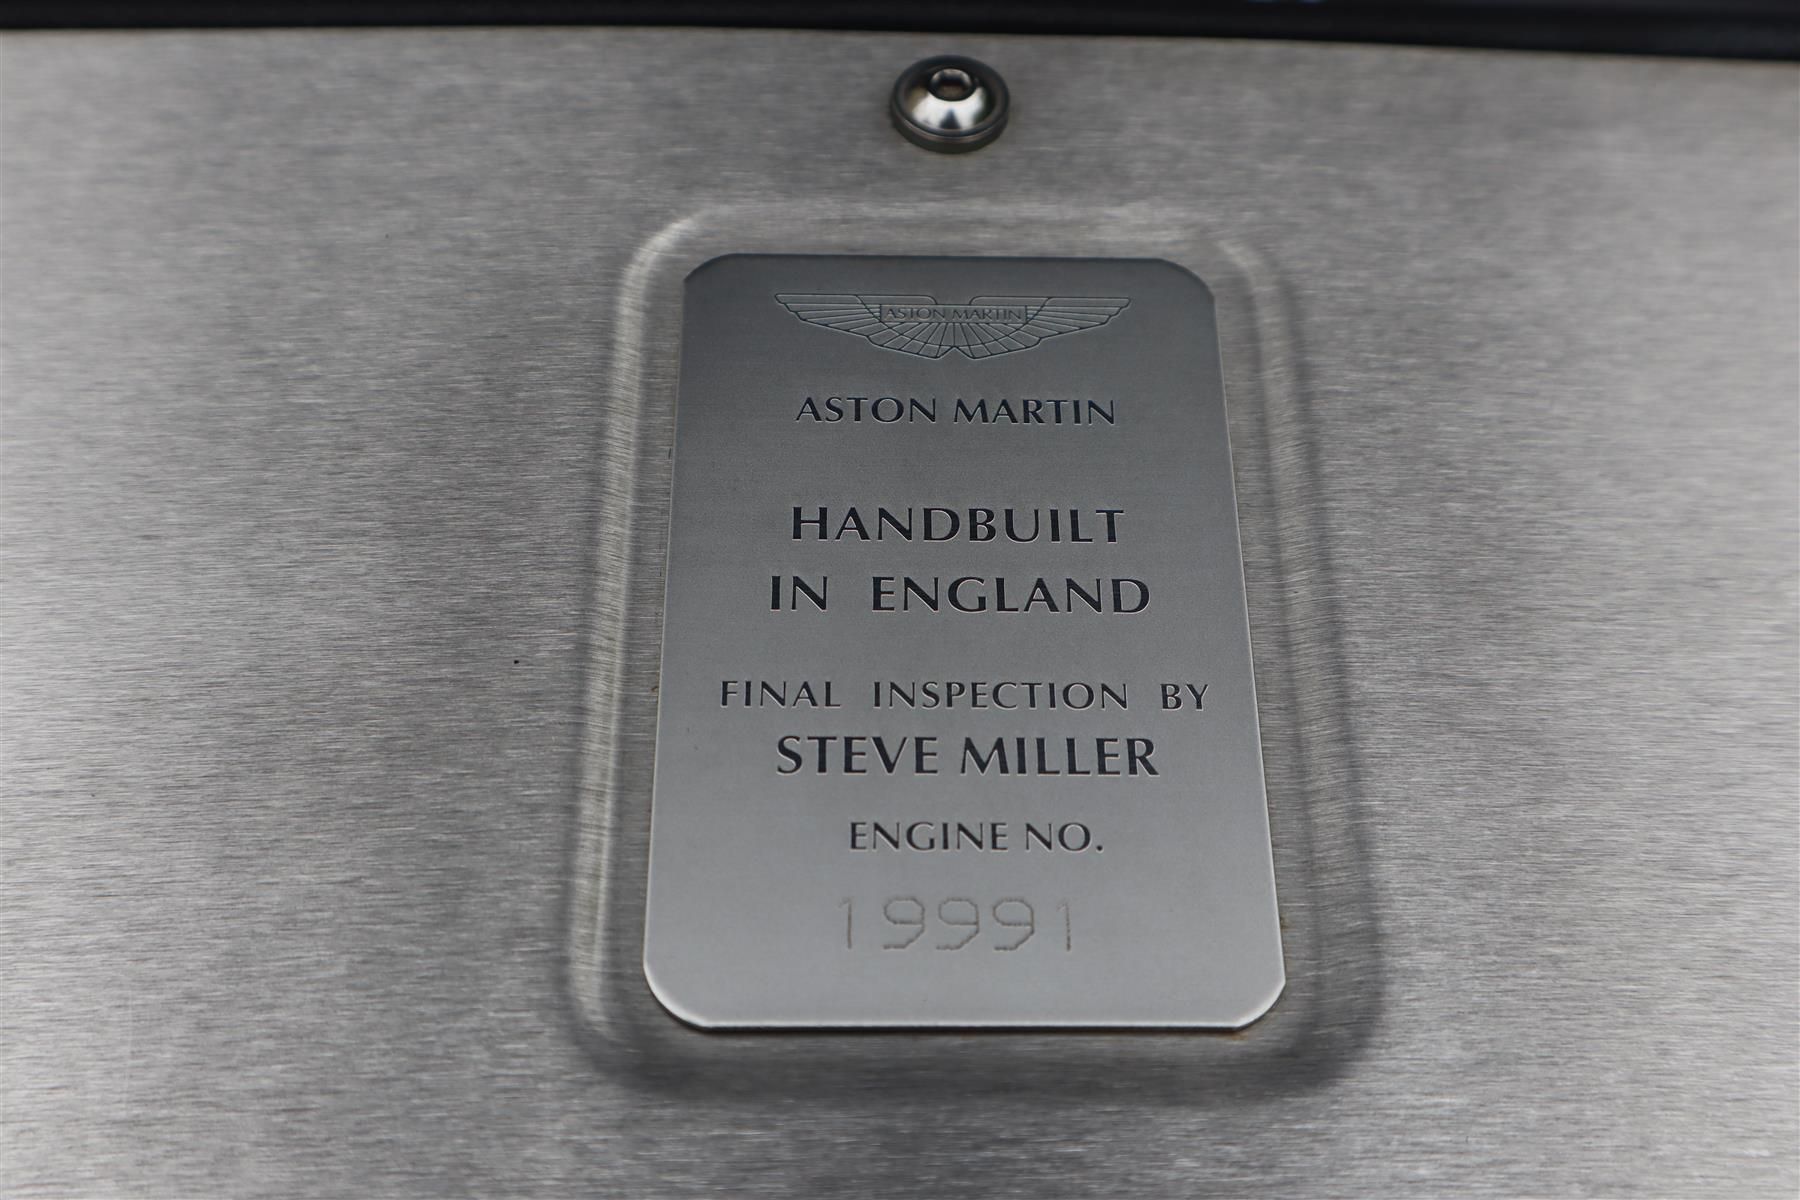 ASTON MARTIN
ASTON MARTIN
HANDBUILT
IN ENGLAND
FINAL INSPECTION BY
STEVE MILLER
ENGINE NO.
19991